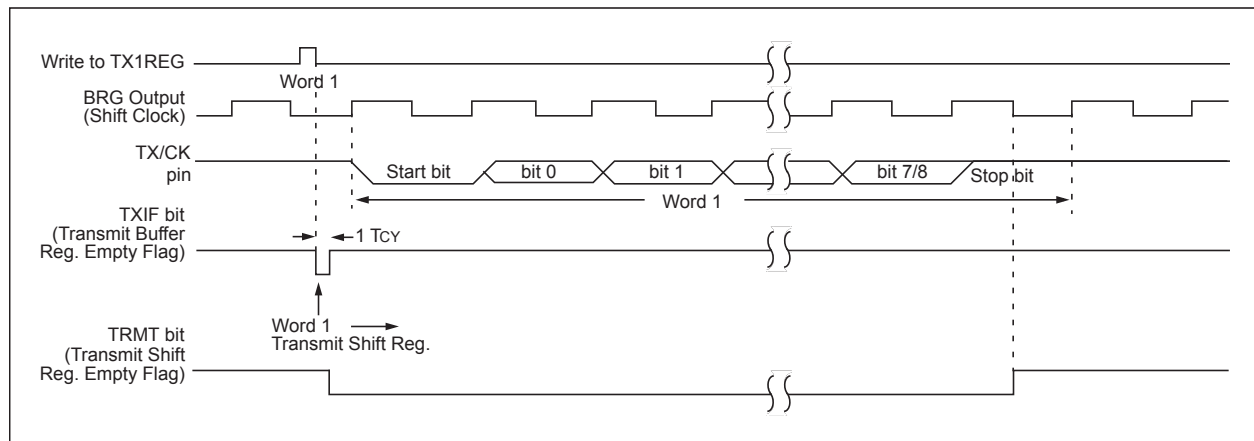 Write to TX1REG
Word 1
BRG Output
(Shift Clock)
TX/CK
pin
Start bit
bit 0
bit 1
bit 7/8
Stop bit
Word 1
TXIF bit
(Transmit Buffer
Reg. Empty Flag)
1 TCY
Word 1
Transmit Shift Reg.
TRMT bit
(Transmit Shift
Reg. Empty Flag)